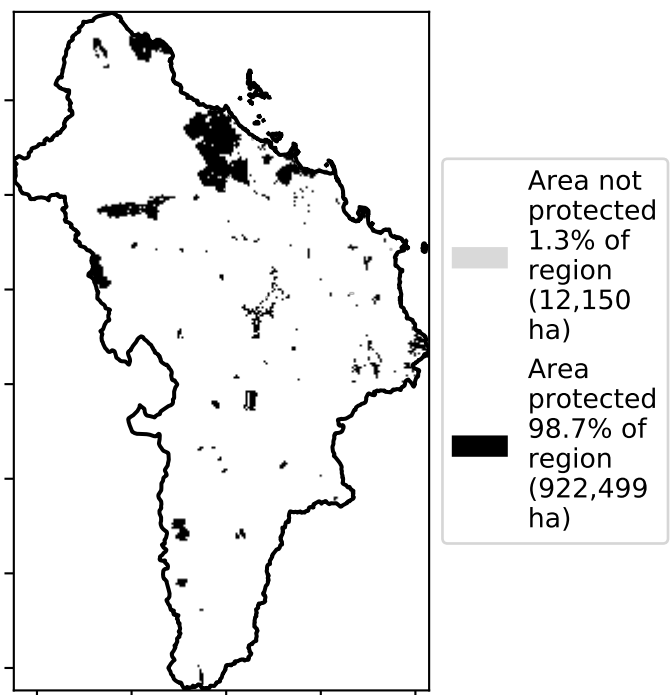 Area not
protected
1.3% of
region
(12,150
ha)
Area
protected
98.7% of
region
(922,499
ha)